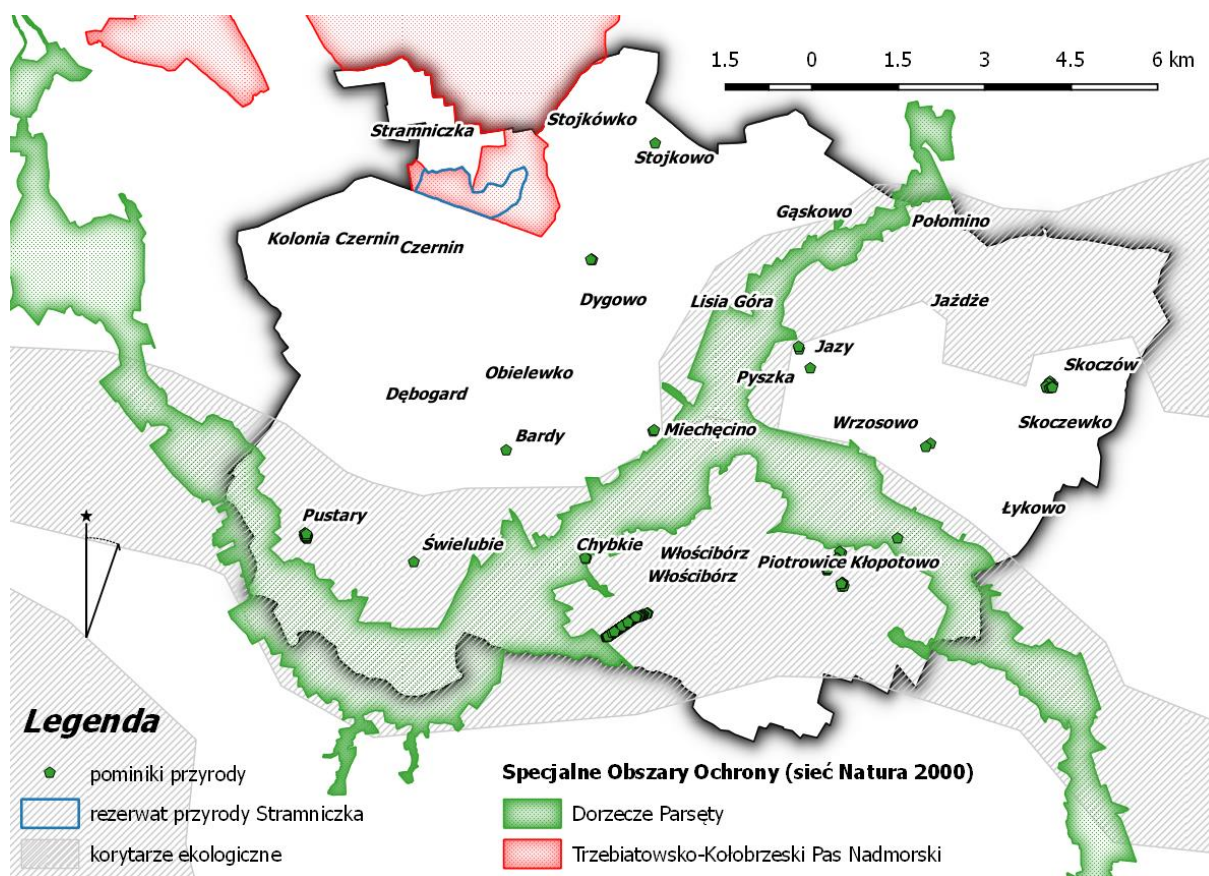 1.5 0 1.5 3 4.5 6 km
Stojkówko
Stramniczka
Stojkowo
Gąskowo
Połomino
Kolonia Czernin
Czernin
Dygowo
Lisia Góra
Jażdże
Jazy
Skoczów
Pyszka
Obielewko
Dębogard
Wrzosowo
Skoczewko
Miechęcino
Bardy
Łykowo
Pustary
Świelubie
Chybkie
Włościbórz
Piotrowice
Kłopotowo
Włościbórz
Legenda
pominiki przyrody
rezerwat przyrody Stramniczka
korytarze ekologiczne
Specjalne Obszary Ochrony (sieć Natura 2000)
Dorzecze Parsęty
Trzebiatowsko-Kołobrzeski Pas Nadmorski